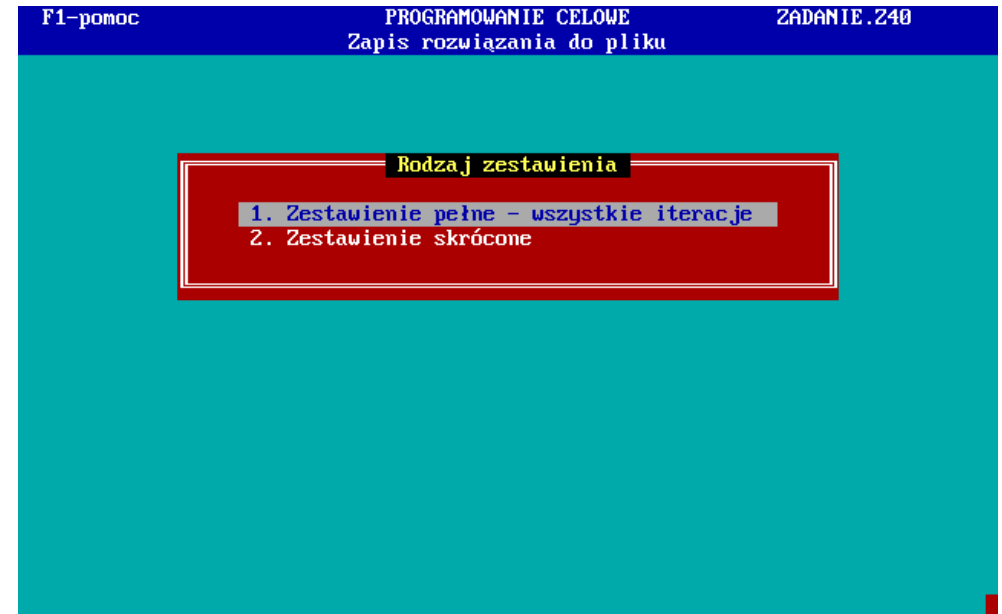 F1-pomoc PROGRAMOWANIE CELOWE ZADANIE.Z40
Zapis rozwiązania do pliku
Rodzaj zestawienia
1. Zestawienie pełne - wszystkie iteracje
2. Zestawienie skrócone